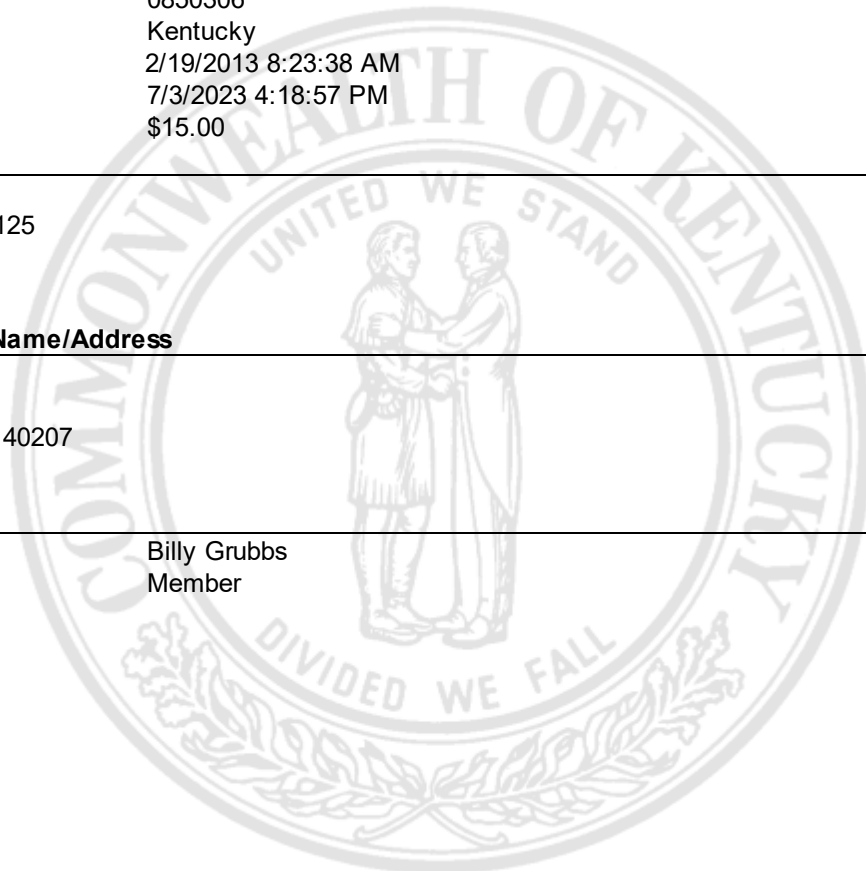 0850306
Kentucky
2/19/2013 8:23:38 AM
7/3/2023 4:18:57 PM
$15.00
125
Name/Address
40207
Billy Grubbs
Member
COMMONWEALTH OF KENTUCKY
UNITED WE STAND
DIVIDED WE FALL